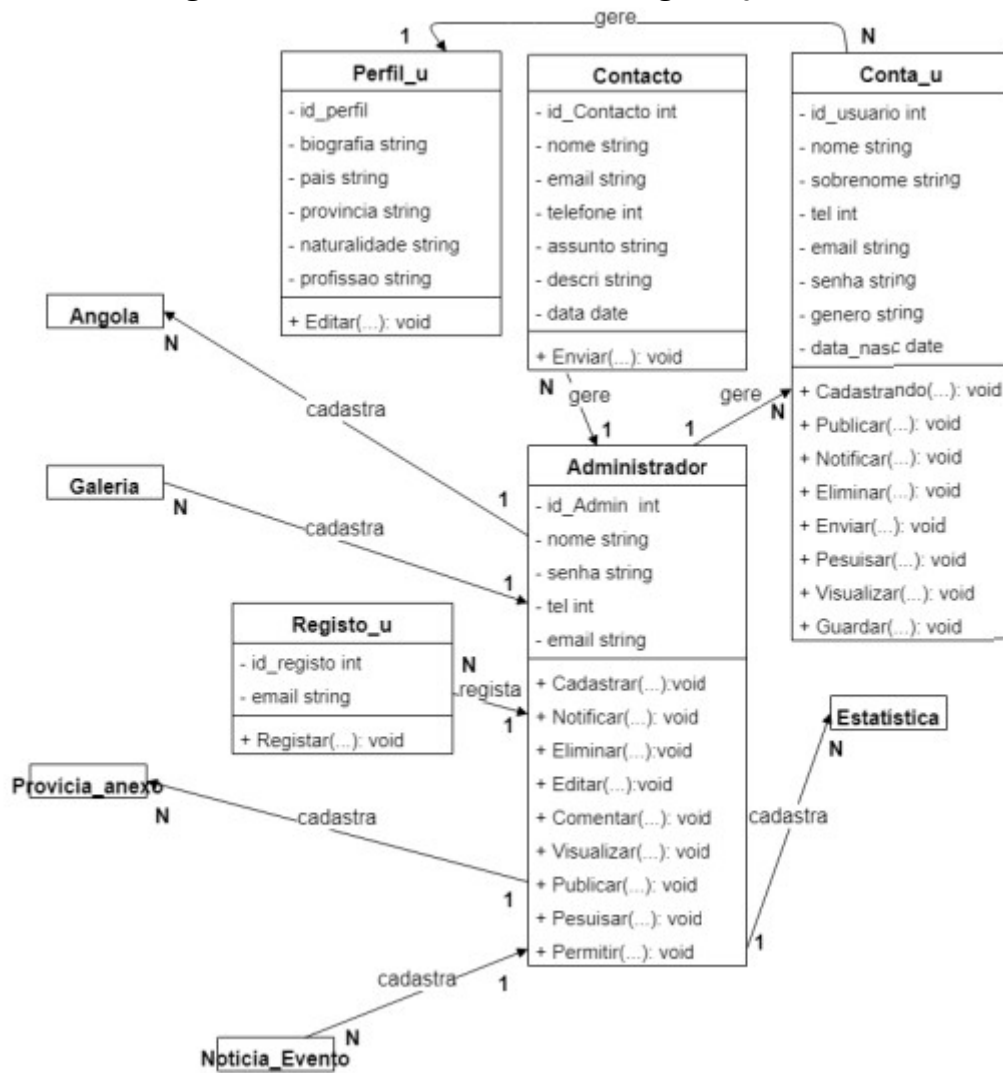 gere
1
N
Perfil_u
- id_perfil
- biografia string
- pais string
- provincia string
- naturalidade string
- profissao string
+ Editar(...): void
Contacto
- id_Contacto int
- nome string
- email string
- telefone int
- assunto string
- descri string
- data date
+ Enviar(...): void
Conta_u
- id_usuario int
- nome string
- sobrenome string
- tel int
- email string
- senha string
- genero string
- data_nasc date
+ Cadastrando(...): void
+ Publicar(...): void
+ Notificar(...): void
+ Eliminar(...): void
+ Enviar(...): void
+ Pesuisar(...): void
+ Visualizar(...): void
+ Guardar(...): void
Angola
N
cadastra
1
N
gere
1
1
gere
N
Galeria
N
cadastra
1
Administrador
- id_Admin int
- nome string
- senha string
- tel int
- email string
+ Cadastrar(...):void
+ Notificar(...): void
+ Eliminar(...):void
+ Editar(...):void
+ Comentar(...): void
+ Visualizar(...): void
+ Publicar(...): void
+ Pesuisar(...): void
+ Permitir(...): void
Registo_u
- id_registo int
- email string
+ Registar(...): void
N
regista
1
Estatística
N
cadastra
1
Provicia_anexo
N
cadastra
1
cadastra
1
N
Noticia_Evento